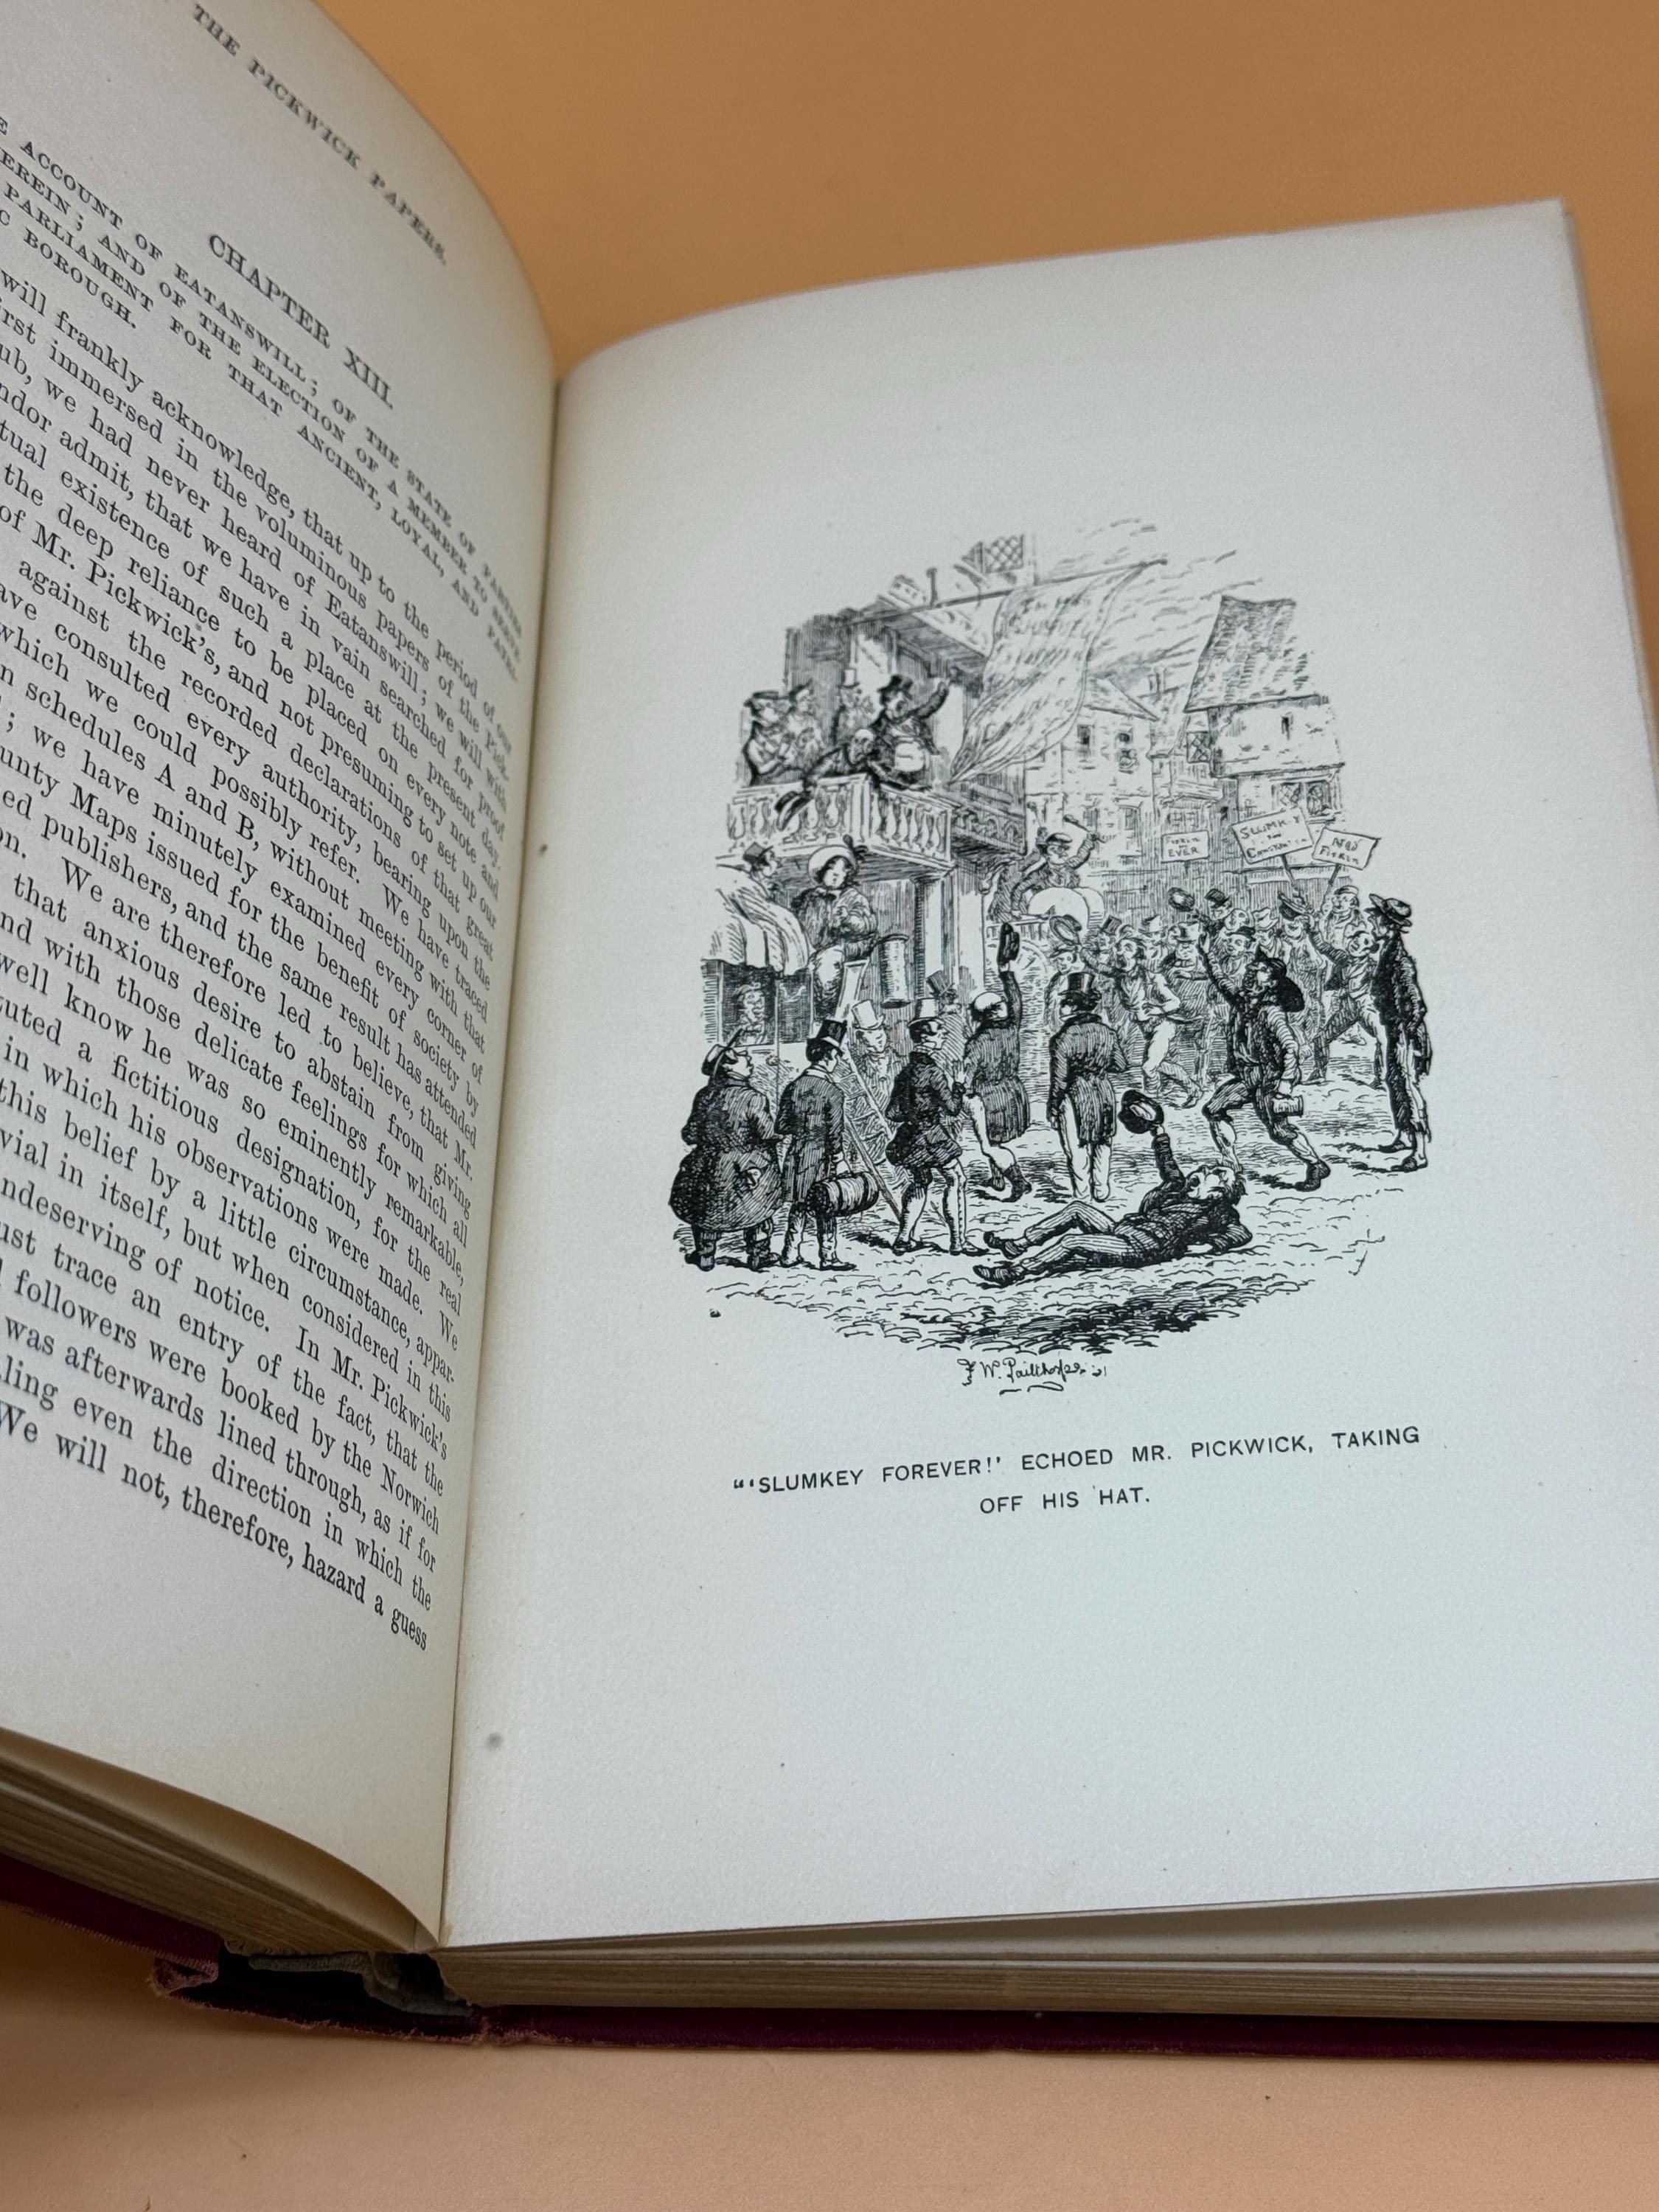 THE PICKWICK PAPERS.
CHAPTER XIII.
ACCOUNT OF EATANSWILL; OF THE STATE OF PARTIES
EREIN; AND OF THE ELECTION OF A MEMBER TO SERVE
PARLIAMENT FOR THAT ANCIENT, LOYAL, AND PATRI-
C BOROUGH.
will frankly acknowledge, that up to the period of our
rst immersed in the voluminous papers of the Pick-
ub, we had never heard of Eatanswill; we will with
ndor admit, that we have in vain searched for proof
tual existence of such a place at the present day.
the deep reliance to be placed on every note and
of Mr. Pickwick's, and not presuming to set up our
against the recorded declarations of that great
ave consulted every authority, bearing upon the
which we could possibly refer. We have traced
n schedules A and B, without meeting with that
; we have minutely examined every corner of
unty Maps issued for the benefit of society by
ed publishers, and the same result has attended
on. We are therefore led to believe, that Mr.
that anxious desire to abstain from giving
nd with those delicate feelings for which all
well know he was so eminently remarkable,
tuted a fictitious designation, for the real
in which his observations were made. We
this belief by a little circumstance, appar-
vial in itself, but when considered in this
ndeserving of notice. In Mr. Pickwick's
ust trace an entry of the fact, that the
followers were booked by the Norwich
was afterwards lined through, as if for
ling even the direction in which the
We will not, therefore, hazard a guess
EVER
SLUMKEY
F. W. Pailthorpe
"'SLUMKEY FOREVER!' ECHOED MR. PICKWICK, TAKING
OFF HIS HAT.